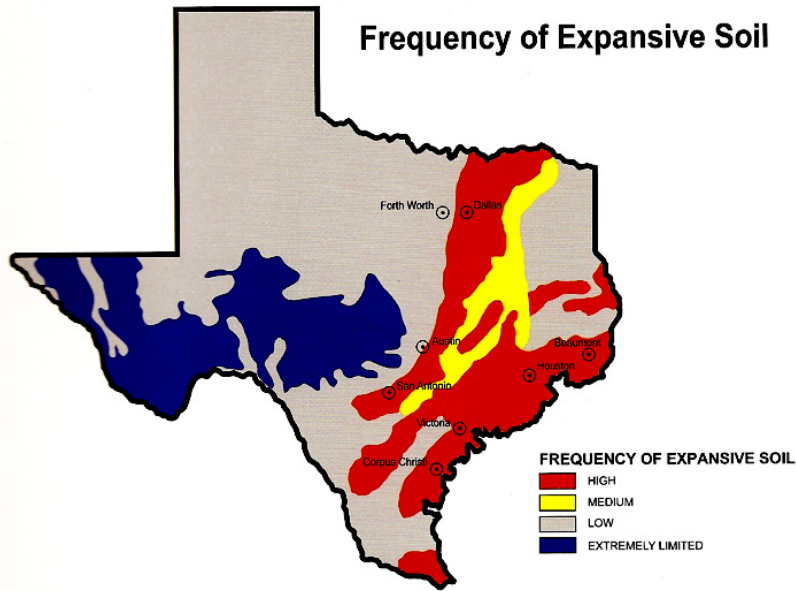 Frequency of Expansive Soil
Forth Worth
Dallas
Austin
Beaumont
Houston
San Antonio
Victoria
Corpus Christi
FREQUENCY OF EXPANSIVE SOIL
HIGH
MEDIUM
LOW
EXTREMELY LIMITED